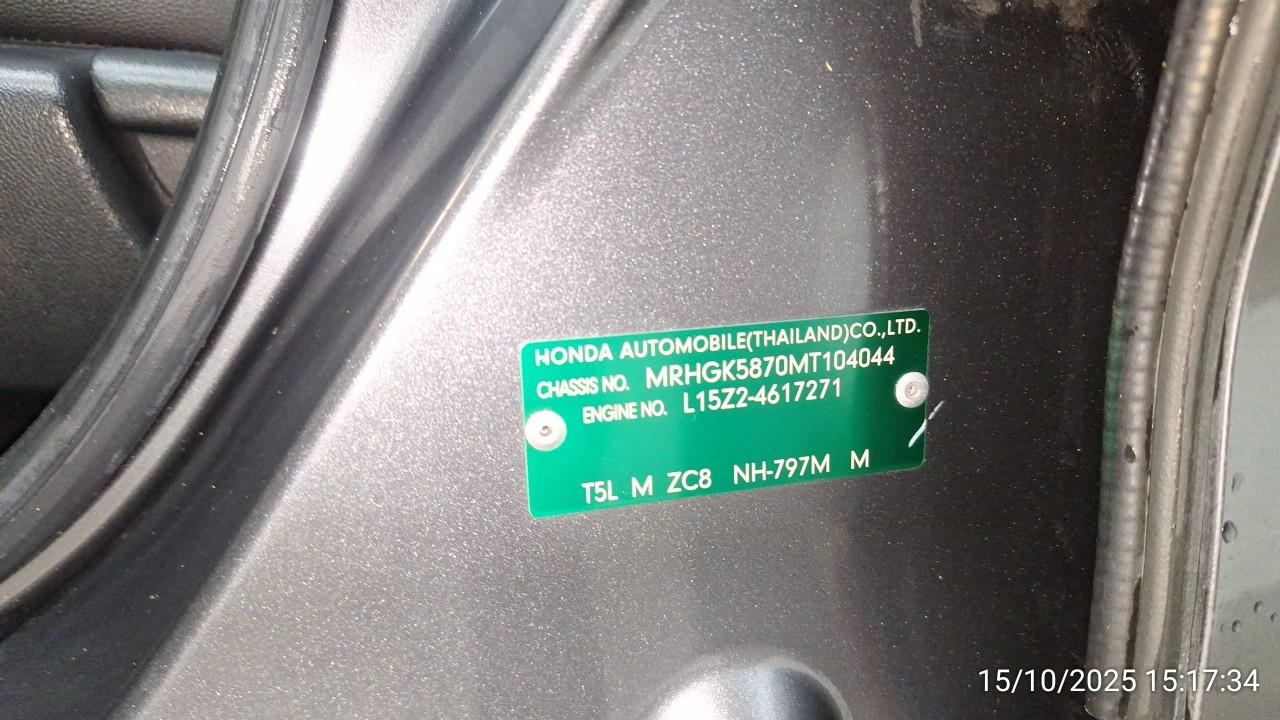 HONDA AUTOMOBILE(THAILAND)CO.,LTD.
CHASSIS NO. MRHGK5870MT104044
ENGINE NO. L15Z2-4617271
T5L M ZC8 NH-797M M
15/10/2025 15:17:34